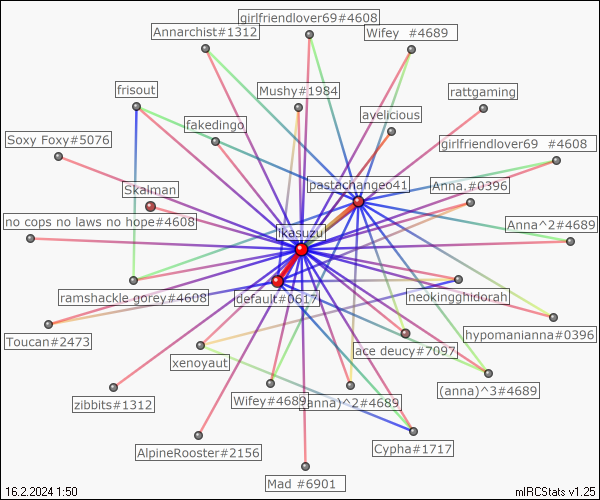 girlfriendlover69#4608
Annarchist#1312
Wifey  #4689
frisout
Mushy#1984
rattgaming
avelicious
fakedingo
Soxy Foxy#5076
girlfriendlover69  #4608
pastachangeo41
Anna.#0396
Skaliman
no cops no laws no hope#4608
Anna^2#4689
ikasuzu
ramshackle gorey#4608
default#0617
neokingghidorah
hypomanianna#0396
Toucan#2473
ace deucy#7097
xenoyaut
(anna)^3#4689
zibbits#1312
Wifey#4689
(anna)^2#4689
AlpineRooster#2156
Cypha#1717
Mad  #6901
16.2.2024 1:50
mIRCStats v1.25